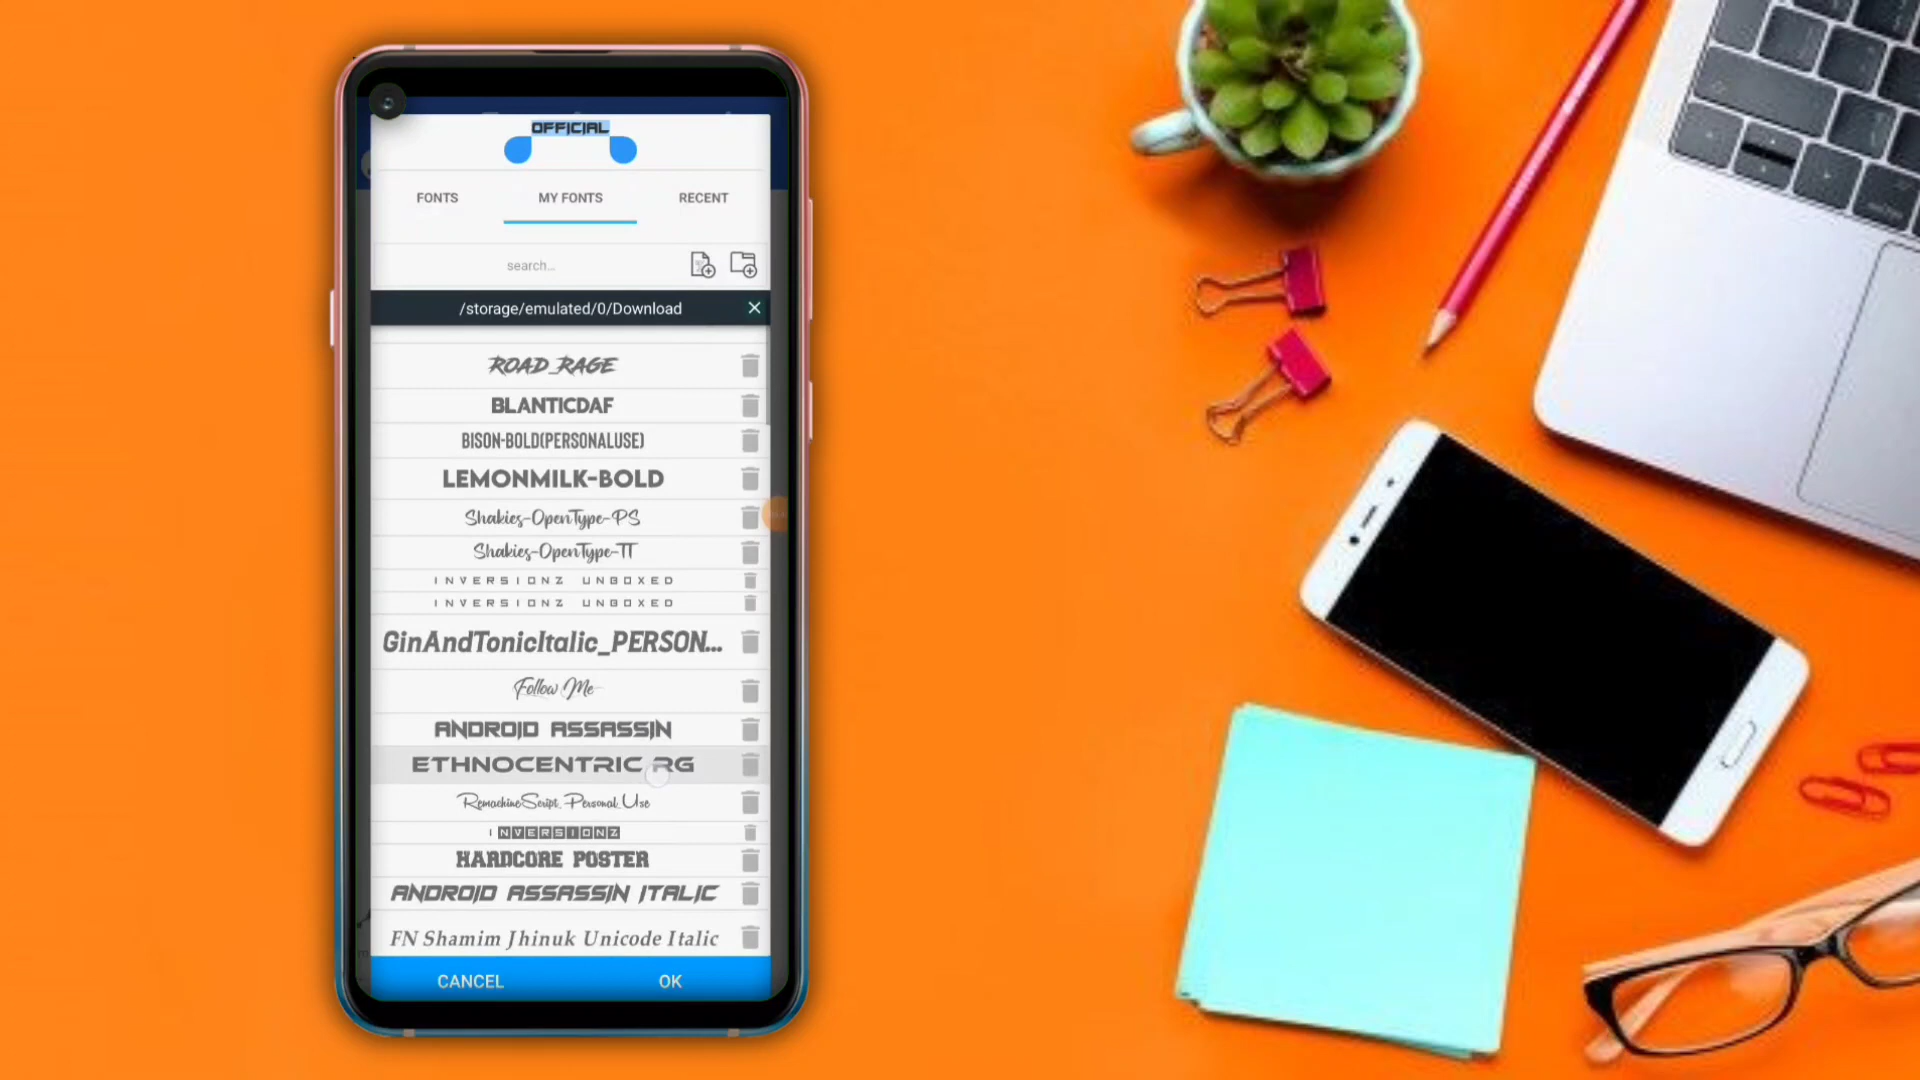 OFFICIAL
FONTS MY FONTS RECENT
search...
/storage/emulated/0/Download
ROAD_RAGE
BLANTICDAF
BISON-BOLD(PERSONALUSE)
LEMONMILK-BOLD
Shakies-OpenType-PS
Shakies-OpenType-TT
INVERSIONZ UNBOXED
INVERSIONZ UNBOXED
GinAndTonicItalic_PERSON...
Follow Me
ANDROID ASSASSIN
ETHNOCENTRIC RG
RemachineScript_Personal_Use
INVERSIONZ
HARDCORE POSTER
ANDROID ASSASSIN ITALIC
FN Shamim Jhinuk Unicode Italic
CANCEL OK